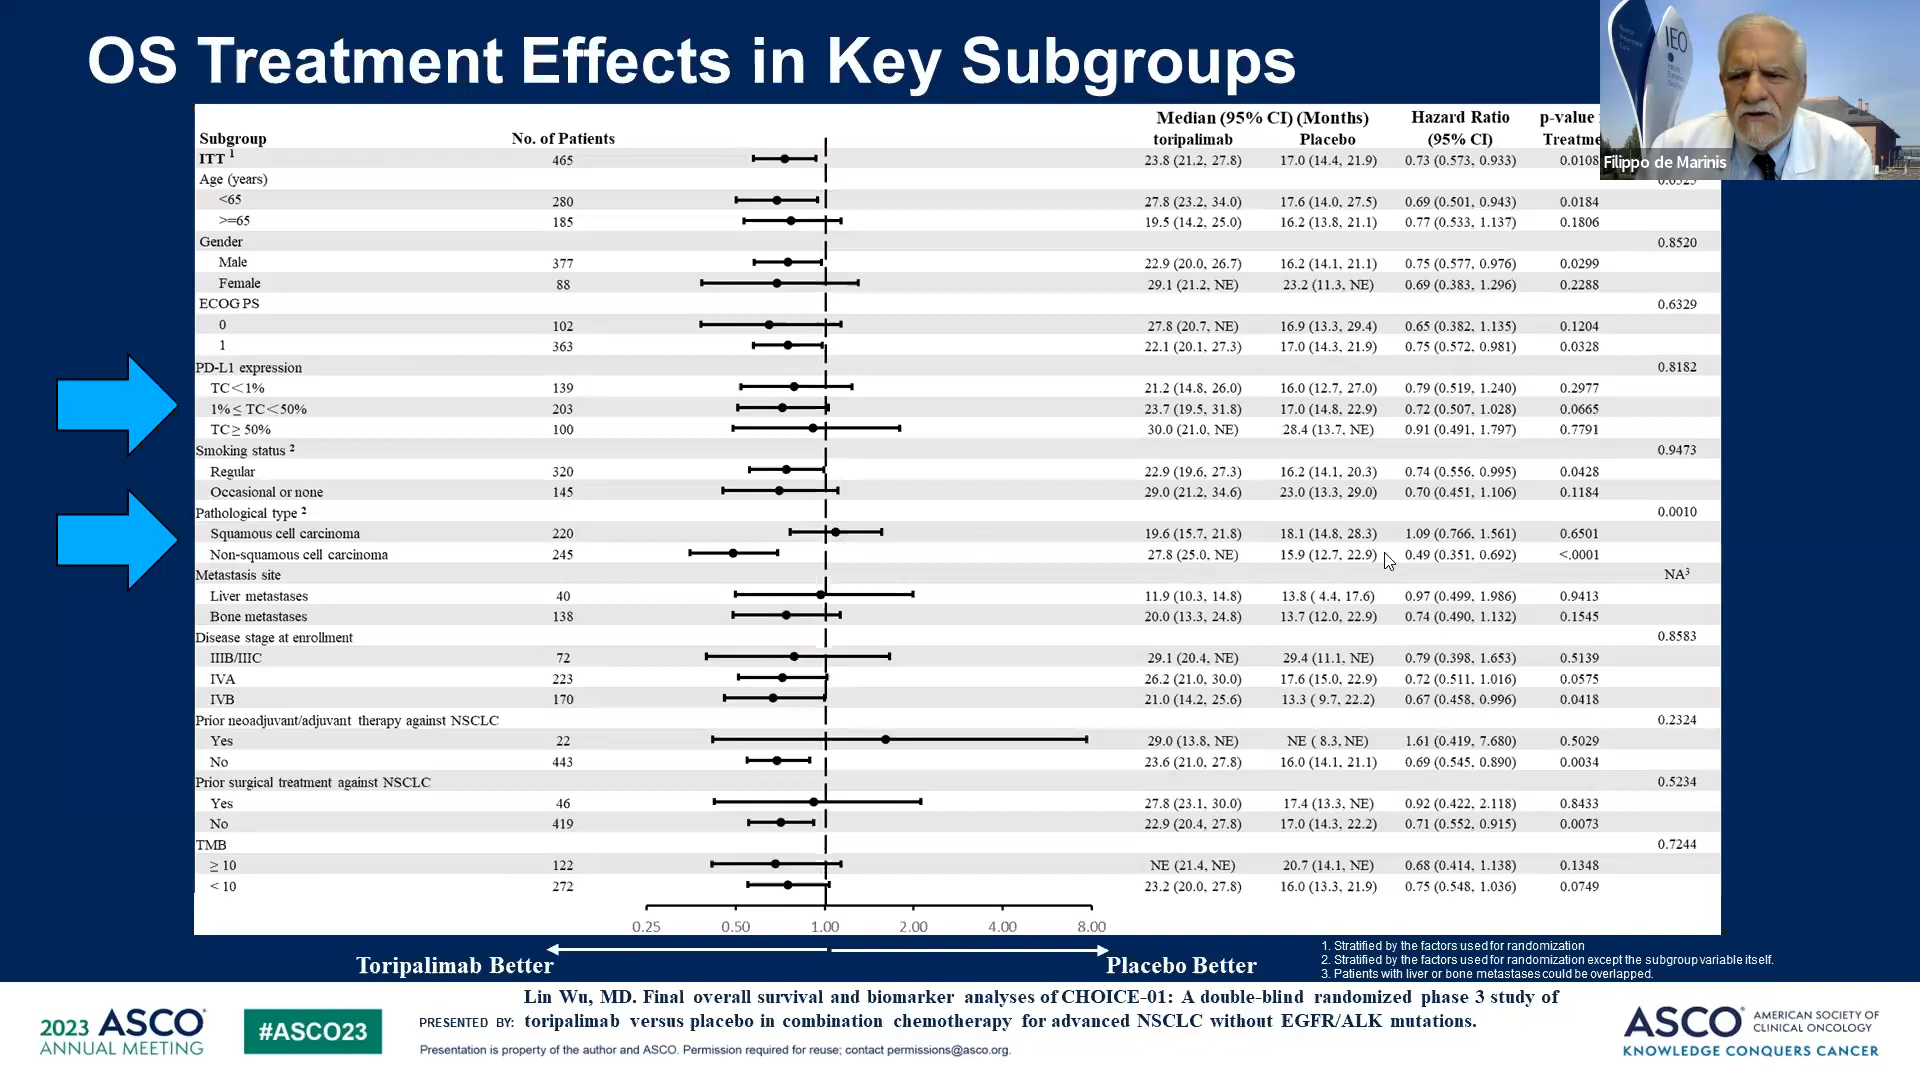 OS Treatment Effects in Key Subgroups
IEO
Filippo de Marinis
Median (95% CI) (Months) Hazard Ratio p-value
Subgroup No. of Patients toripalimab Placebo (95% CI) Treatme
ITT 1 465 23.8 (21.2, 27.8) 17.0 (14.4, 21.9) 0.73 (0.573, 0.933) 0.0108
Age (years)
<65 280 27.8 (23.2, 34.0) 17.6 (14.0, 27.5) 0.69 (0.501, 0.943) 0.0184
>=65 185 19.5 (14.2, 25.0) 16.2 (13.8, 21.1) 0.77 (0.533, 1.137) 0.1806
Gender 0.8520
Male 377 22.9 (20.0, 26.7) 16.2 (14.1, 21.1) 0.75 (0.577, 0.976) 0.0299
Female 88 29.1 (21.2, NE) 23.2 (11.3, NE) 0.69 (0.383, 1.296) 0.2288
ECOG PS 0.6329
0 102 27.8 (20.7, NE) 16.9 (13.3, 29.4) 0.65 (0.382, 1.135) 0.1204
1 363 22.1 (20.1, 27.3) 17.0 (14.3, 21.9) 0.75 (0.572, 0.981) 0.0328
PD-L1 expression 0.8182
TC<1% 139 21.2 (14.8, 26.0) 16.0 (12.7, 27.0) 0.79 (0.519, 1.240) 0.2977
1%≤ TC<50% 203 23.7 (19.5, 31.8) 17.0 (14.8, 22.9) 0.72 (0.507, 1.028) 0.0665
TC≥ 50% 100 30.0 (21.0, NE) 28.4 (13.7, NE) 0.91 (0.491, 1.797) 0.7791
Smoking status 2 0.9473
Regular 320 22.9 (19.6, 27.3) 16.2 (14.1, 20.3) 0.74 (0.556, 0.995) 0.0428
Occasional or none 145 29.0 (21.2, 34.6) 23.0 (13.3, 29.0) 0.70 (0.451, 1.106) 0.1184
Pathological type 2 0.0010
Squamous cell carcinoma 220 19.6 (15.7, 21.8) 18.1 (14.8, 28.3) 1.09 (0.766, 1.561) 0.6501
Non-squamous cell carcinoma 245 27.8 (25.0, NE) 15.9 (12.7, 22.9) 0.49 (0.351, 0.692) <.0001
Metastasis site NA3
Liver metastases 40 11.9 (10.3, 14.8) 13.8 ( 4.4, 17.6) 0.97 (0.499, 1.986) 0.9413
Bone metastases 138 20.0 (13.3, 24.8) 13.7 (12.0, 22.9) 0.74 (0.490, 1.132) 0.1545
Disease stage at enrollment 0.8583
IIIB/IIIC 72 29.1 (20.4, NE) 29.4 (11.1, NE) 0.79 (0.398, 1.653) 0.5139
IVA 223 26.2 (21.0, 30.0) 17.6 (15.0, 22.9) 0.72 (0.511, 1.016) 0.0575
IVB 170 21.0 (14.2, 25.6) 13.3 ( 9.7, 22.2) 0.67 (0.458, 0.996) 0.0418
Prior neoadjuvant/adjuvant therapy against NSCLC 0.2324
Yes 22 29.0 (13.8, NE) NE ( 8.3, NE) 1.61 (0.419, 7.680) 0.5029
No 443 23.6 (21.0, 27.8) 16.0 (14.1, 21.1) 0.69 (0.545, 0.890) 0.0034
Prior surgical treatment against NSCLC 0.5234
Yes 46 27.8 (23.1, 30.0) 17.4 (13.3, NE) 0.92 (0.422, 2.118) 0.8433
No 419 22.9 (20.4, 27.8) 17.0 (14.3, 22.2) 0.71 (0.552, 0.915) 0.0073
TMB 0.7244
≥ 10 122 NE (21.4, NE) 20.7 (14.1, NE) 0.68 (0.414, 1.138) 0.1348
< 10 272 23.2 (20.0, 27.8) 16.0 (13.3, 21.9) 0.75 (0.548, 1.036) 0.0749
0.25 0.50 1.00 2.00 4.00 8.00
Toripalimab Better Placebo Better
1. Stratified by the factors used for randomization
2. Stratified by the factors used for randomization except the subgroup variable itself.
3. Patients with liver or bone metastases could be overlapped.
2023 ASCO
ANNUAL MEETING
#ASCO23
Lin Wu, MD. Final overall survival and biomarker analyses of CHOICE-01: A double-blind randomized phase 3 study of
PRESENTED BY: toripalimab versus placebo in combination chemotherapy for advanced NSCLC without EGFR/ALK mutations.
Presentation is property of the author and ASCO. Permission required for reuse; contact permissions@asco.org.
ASCO AMERICAN SOCIETY OF
CLINICAL ONCOLOGY
KNOWLEDGE CONQUERS CANCER